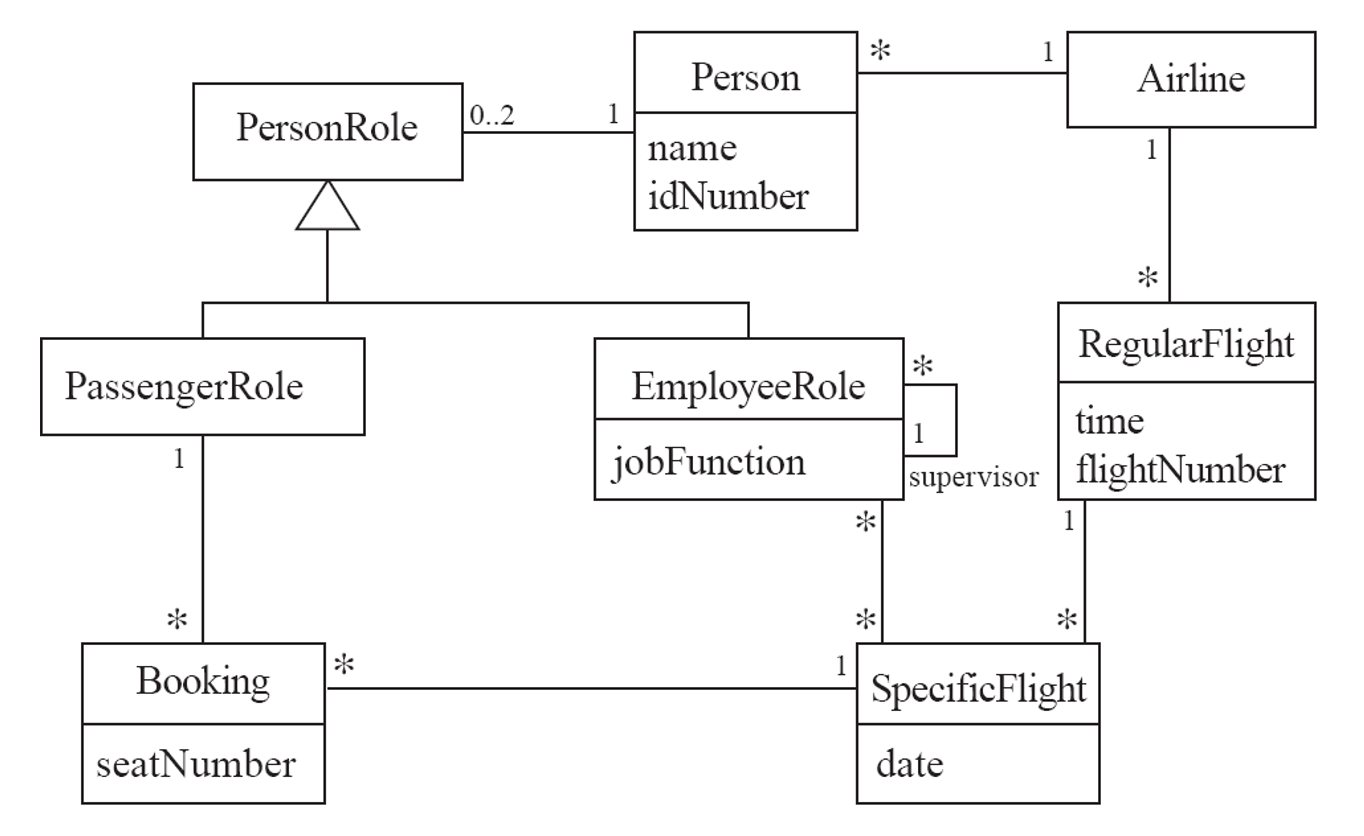 Person
name
idNumber
* 1
Airline
PersonRole
0..2 1
1
*
RegularFlight
time
flightNumber
PassengerRole
EmployeeRole
jobFunction
*
1
supervisor
1
*
*
*
1
*
Booking
seatNumber
* 1
SpecificFlight
date